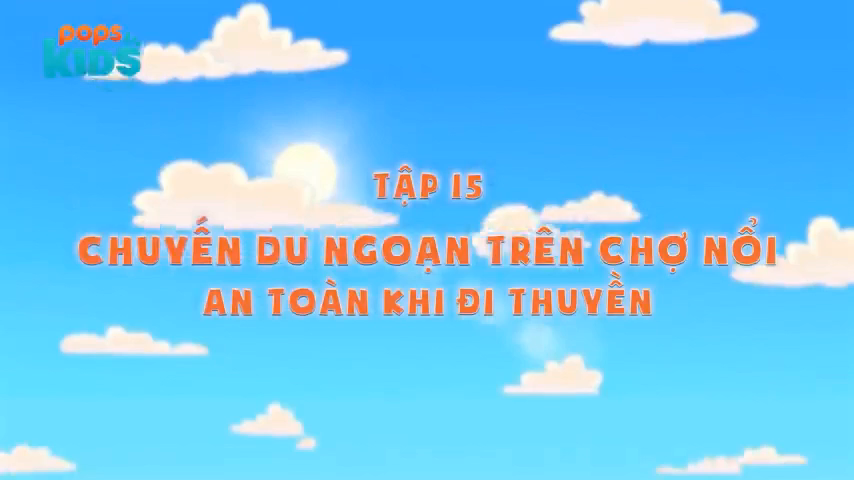 pops
KIDS
TẬP 15
CHUYẾN DU NGOẠN TRÊN CHỢ NỔI
AN TOÀN KHI ĐI THUYỀN